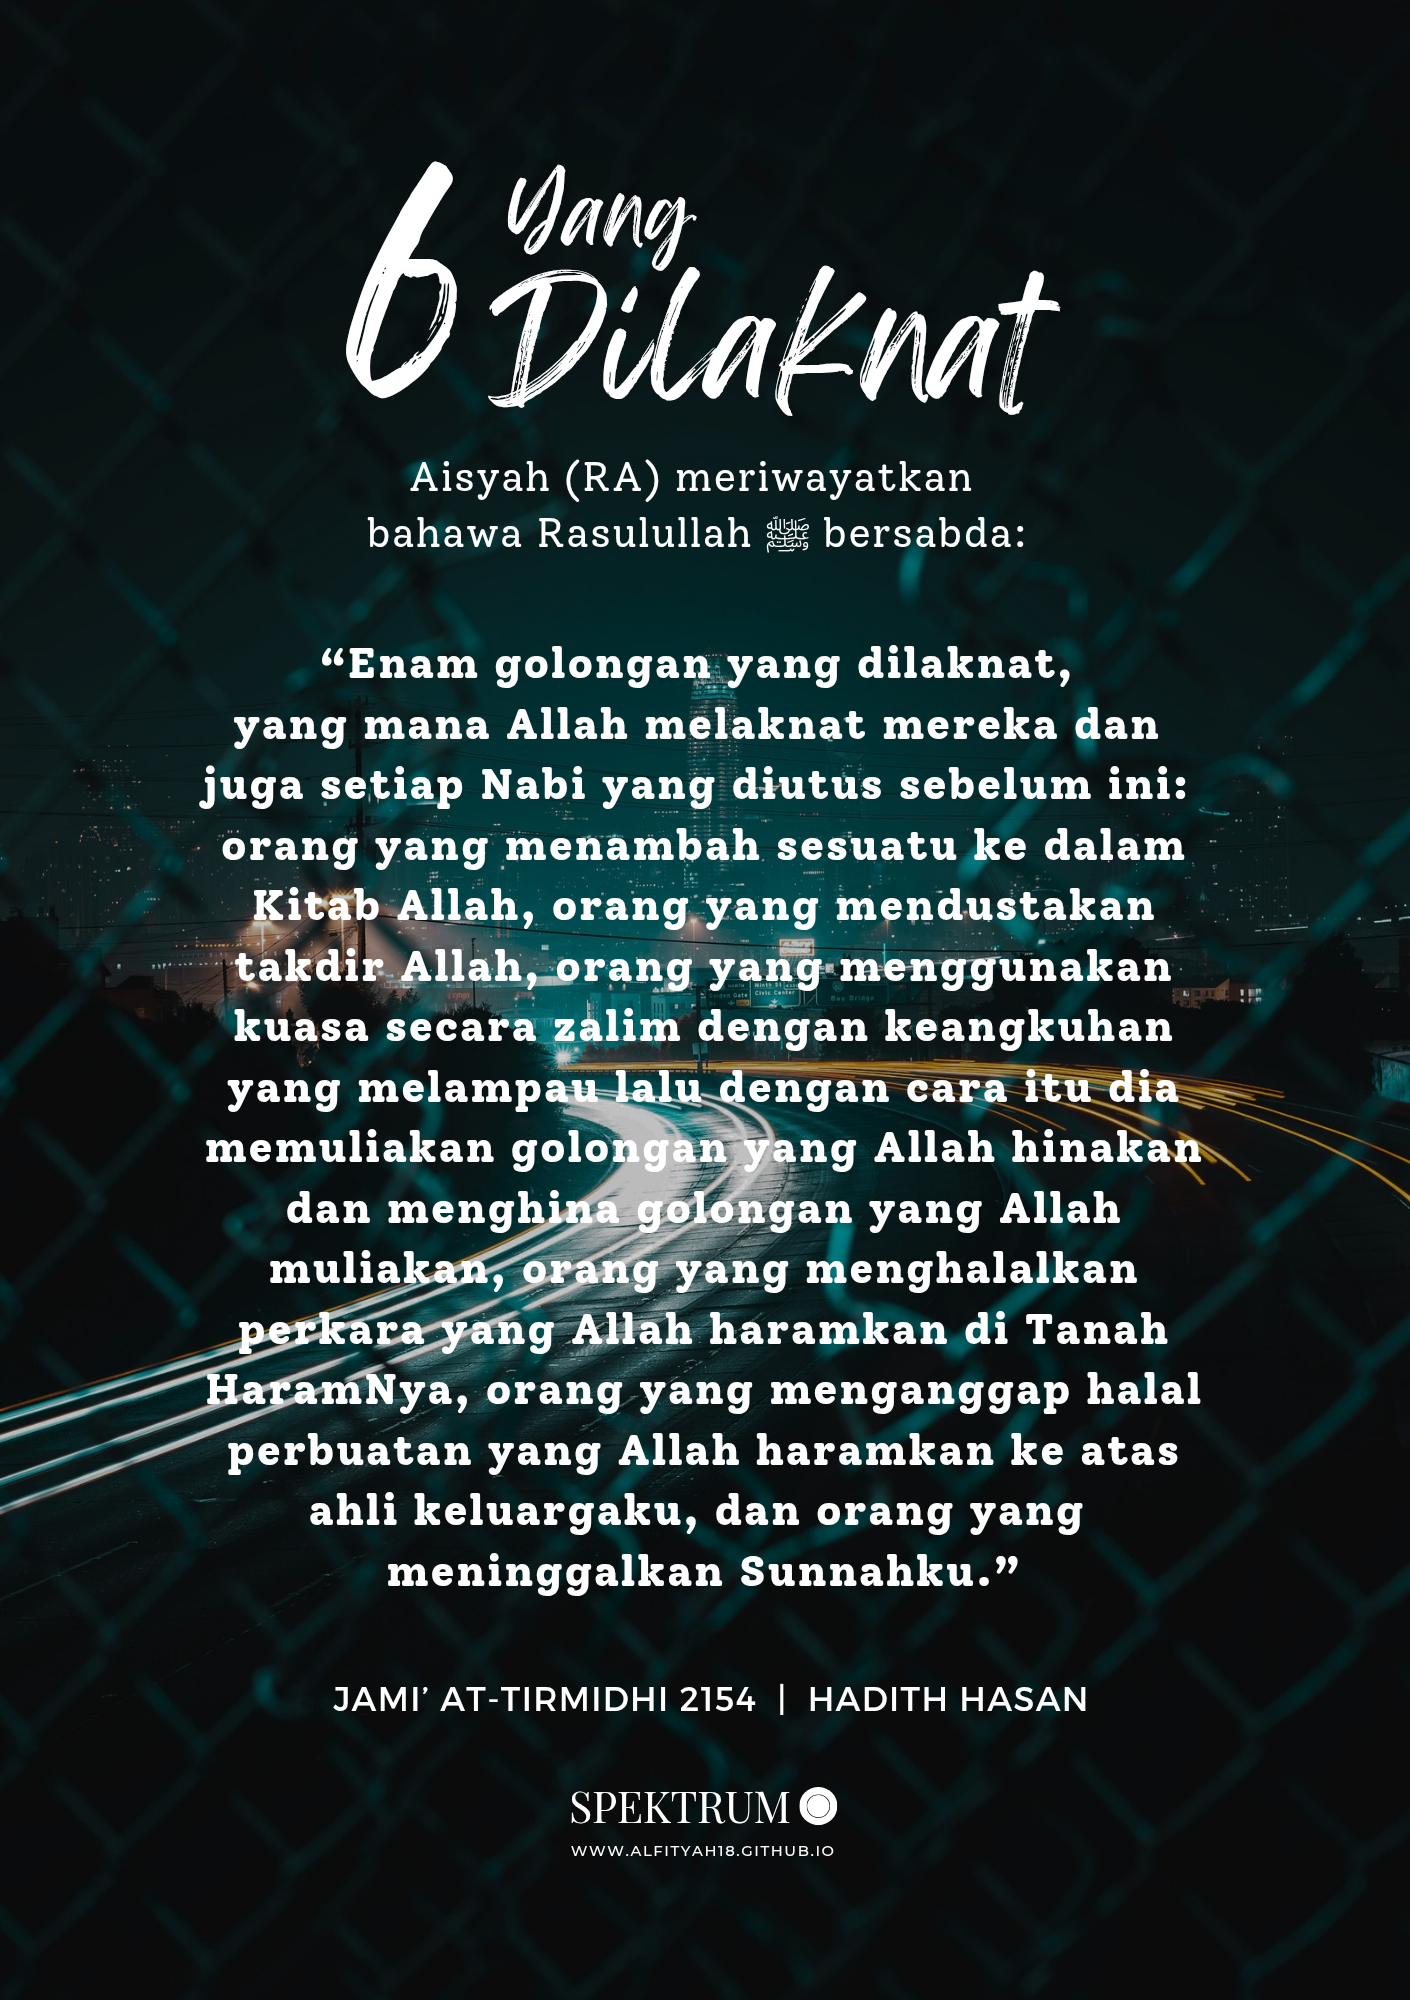 6 Yang
Dilaknat
Aisyah (RA) meriwayatkan
bahawa Rasulullah ﷺ bersabda:
“Enam golongan yang dilaknat,
yang mana Allah melaknat mereka dan
juga setiap Nabi yang diutus sebelum ini:
orang yang menambah sesuatu ke dalam
Kitab Allah, orang yang mendustakan
takdir Allah, orang yang menggunakan
kuasa secara zalim dengan keangkuhan
yang melampau lalu dengan cara itu dia
memuliakan golongan yang Allah hinakan
dan menghina golongan yang Allah
muliakan, orang yang menghalalkan
perkara yang Allah haramkan di Tanah
HaramNya, orang yang menganggap halal
perbuatan yang Allah haramkan ke atas
ahli keluargaku, dan orang yang
meninggalkan Sunnahku.”
JAMI’ AT-TIRMIDHI 2154 | HADITH HASAN
SPEKTRUM
WWW.ALFITYAH18.GITHUB.IO